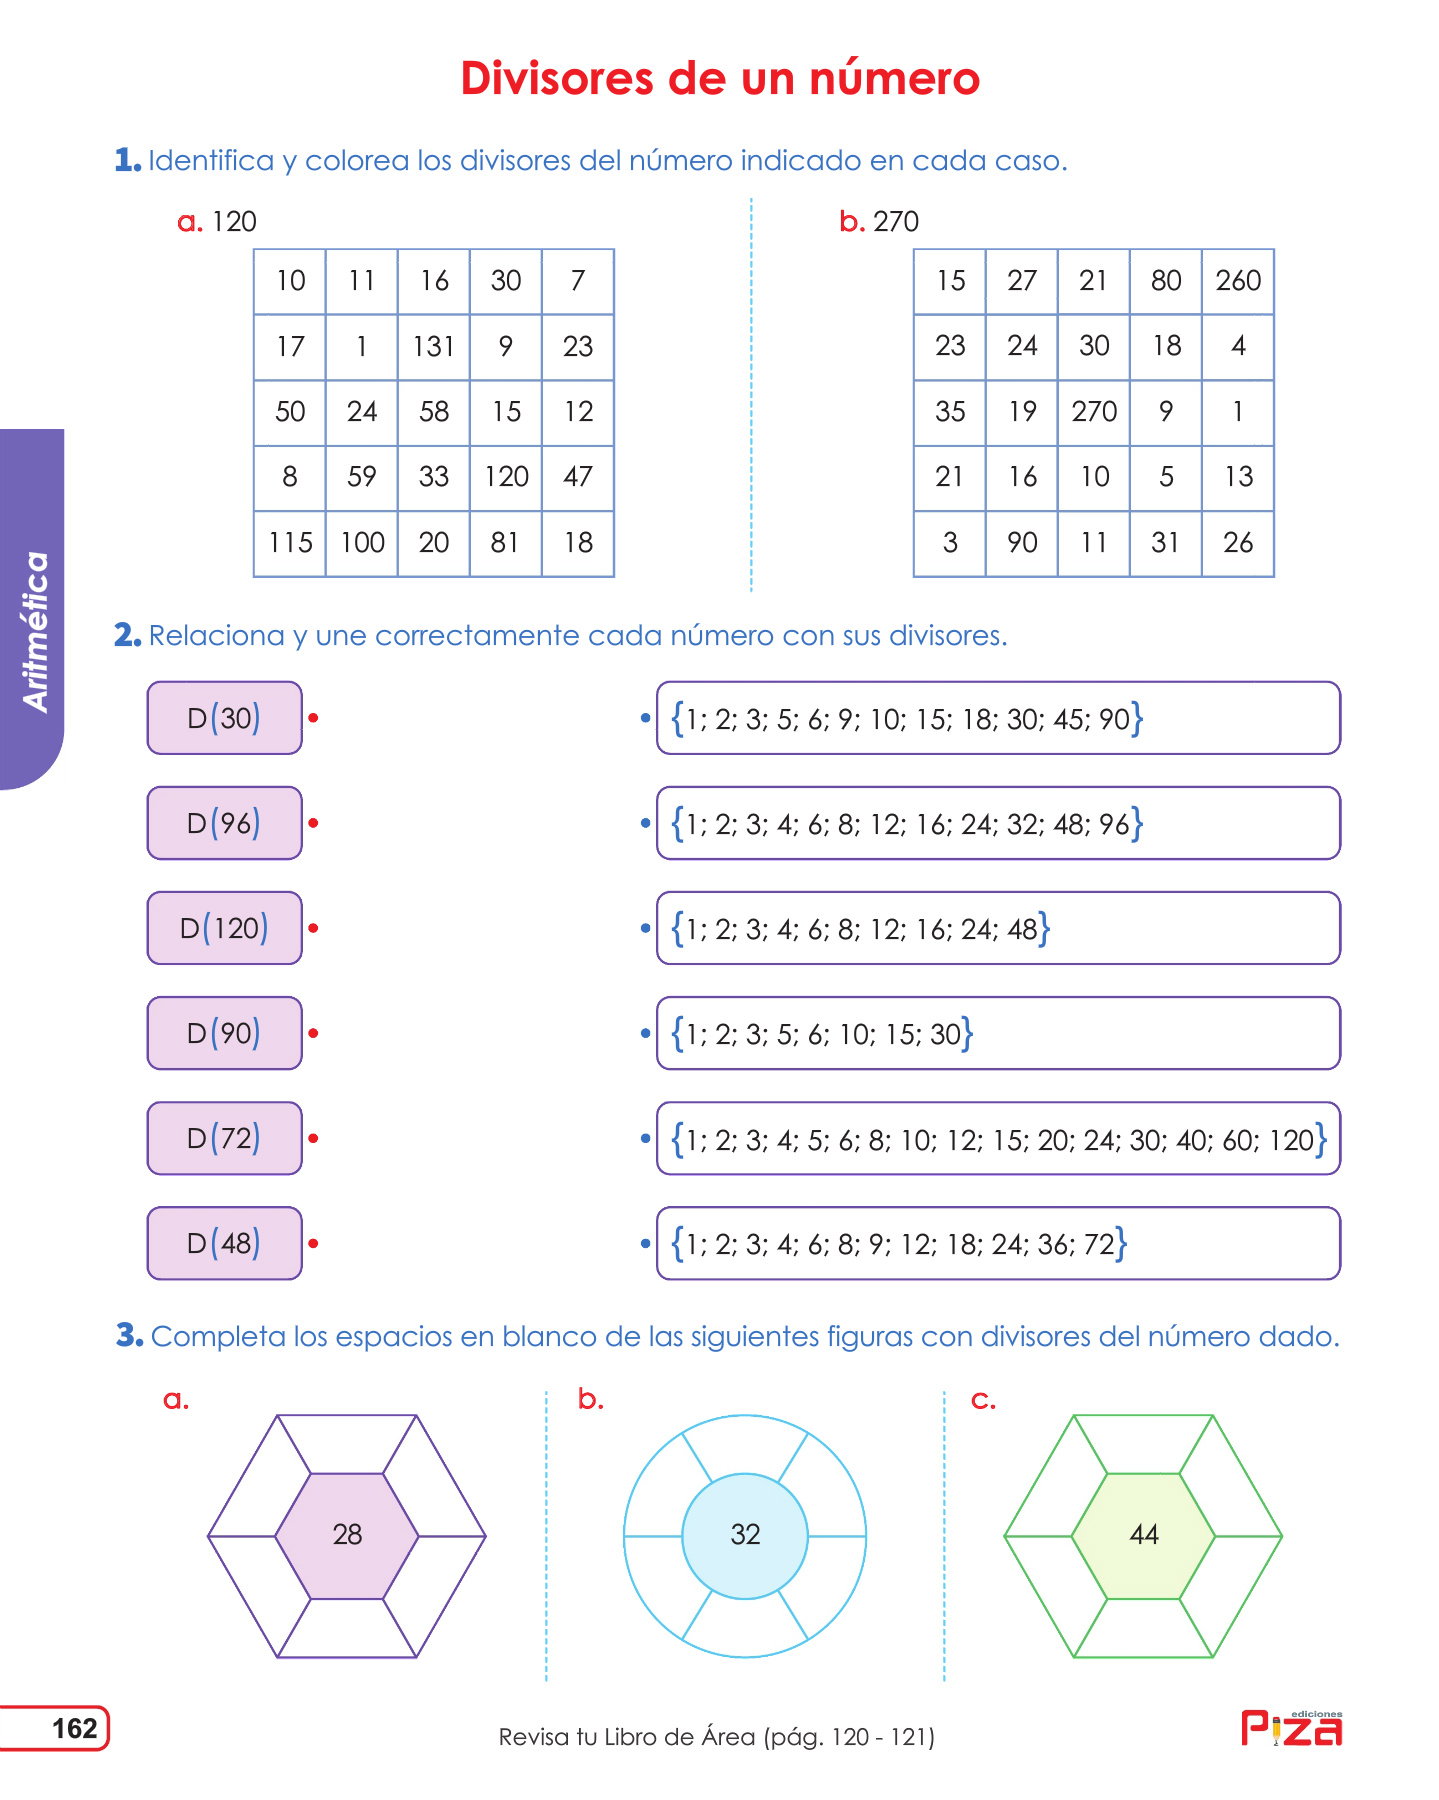 Divisores de un número
1. Identifica y colorea los divisores del número indicado en cada caso.
a. 120
10 11 16 30 7
17 1 131 9 23
50 24 58 15 12
8 59 33 120 47
115 100 20 81 18
b. 270
15 27 21 80 260
23 24 30 18 4
35 19 270 9 1
21 16 10 5 13
3 90 11 31 26
Aritmética
2. Relaciona y une correctamente cada número con sus divisores.
D(30) • • {1; 2; 3; 5; 6; 9; 10; 15; 18; 30; 45; 90}
D(96) • • {1; 2; 3; 4; 6; 8; 12; 16; 24; 32; 48; 96}
D(120) • • {1; 2; 3; 4; 6; 8; 12; 16; 24; 48}
D(90) • • {1; 2; 3; 5; 6; 10; 15; 30}
D(72) • • {1; 2; 3; 4; 5; 6; 8; 10; 12; 15; 20; 24; 30; 40; 60; 120}
D(48) • • {1; 2; 3; 4; 6; 8; 9; 12; 18; 24; 36; 72}
3. Completa los espacios en blanco de las siguientes figuras con divisores del número dado.
a.
28
b.
32
c.
44
162
Revisa tu Libro de Área (pág. 120 - 121)
ediciones
Piza